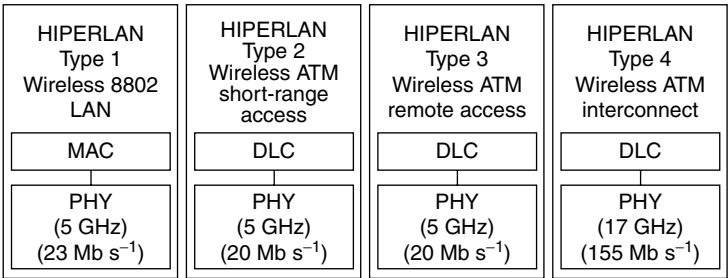 HIPERLAN
Type 1
Wireless 8802
LAN
MAC
PHY
(5 GHz)
(23 Mb s⁻¹)
HIPERLAN
Type 2
Wireless ATM
short-range
access
DLC
PHY
(5 GHz)
(20 Mb s⁻¹)
HIPERLAN
Type 3
Wireless ATM
remote access
DLC
PHY
(5 GHz)
(20 Mb s⁻¹)
HIPERLAN
Type 4
Wireless ATM
interconnect
DLC
PHY
(17 GHz)
(155 Mb s⁻¹)